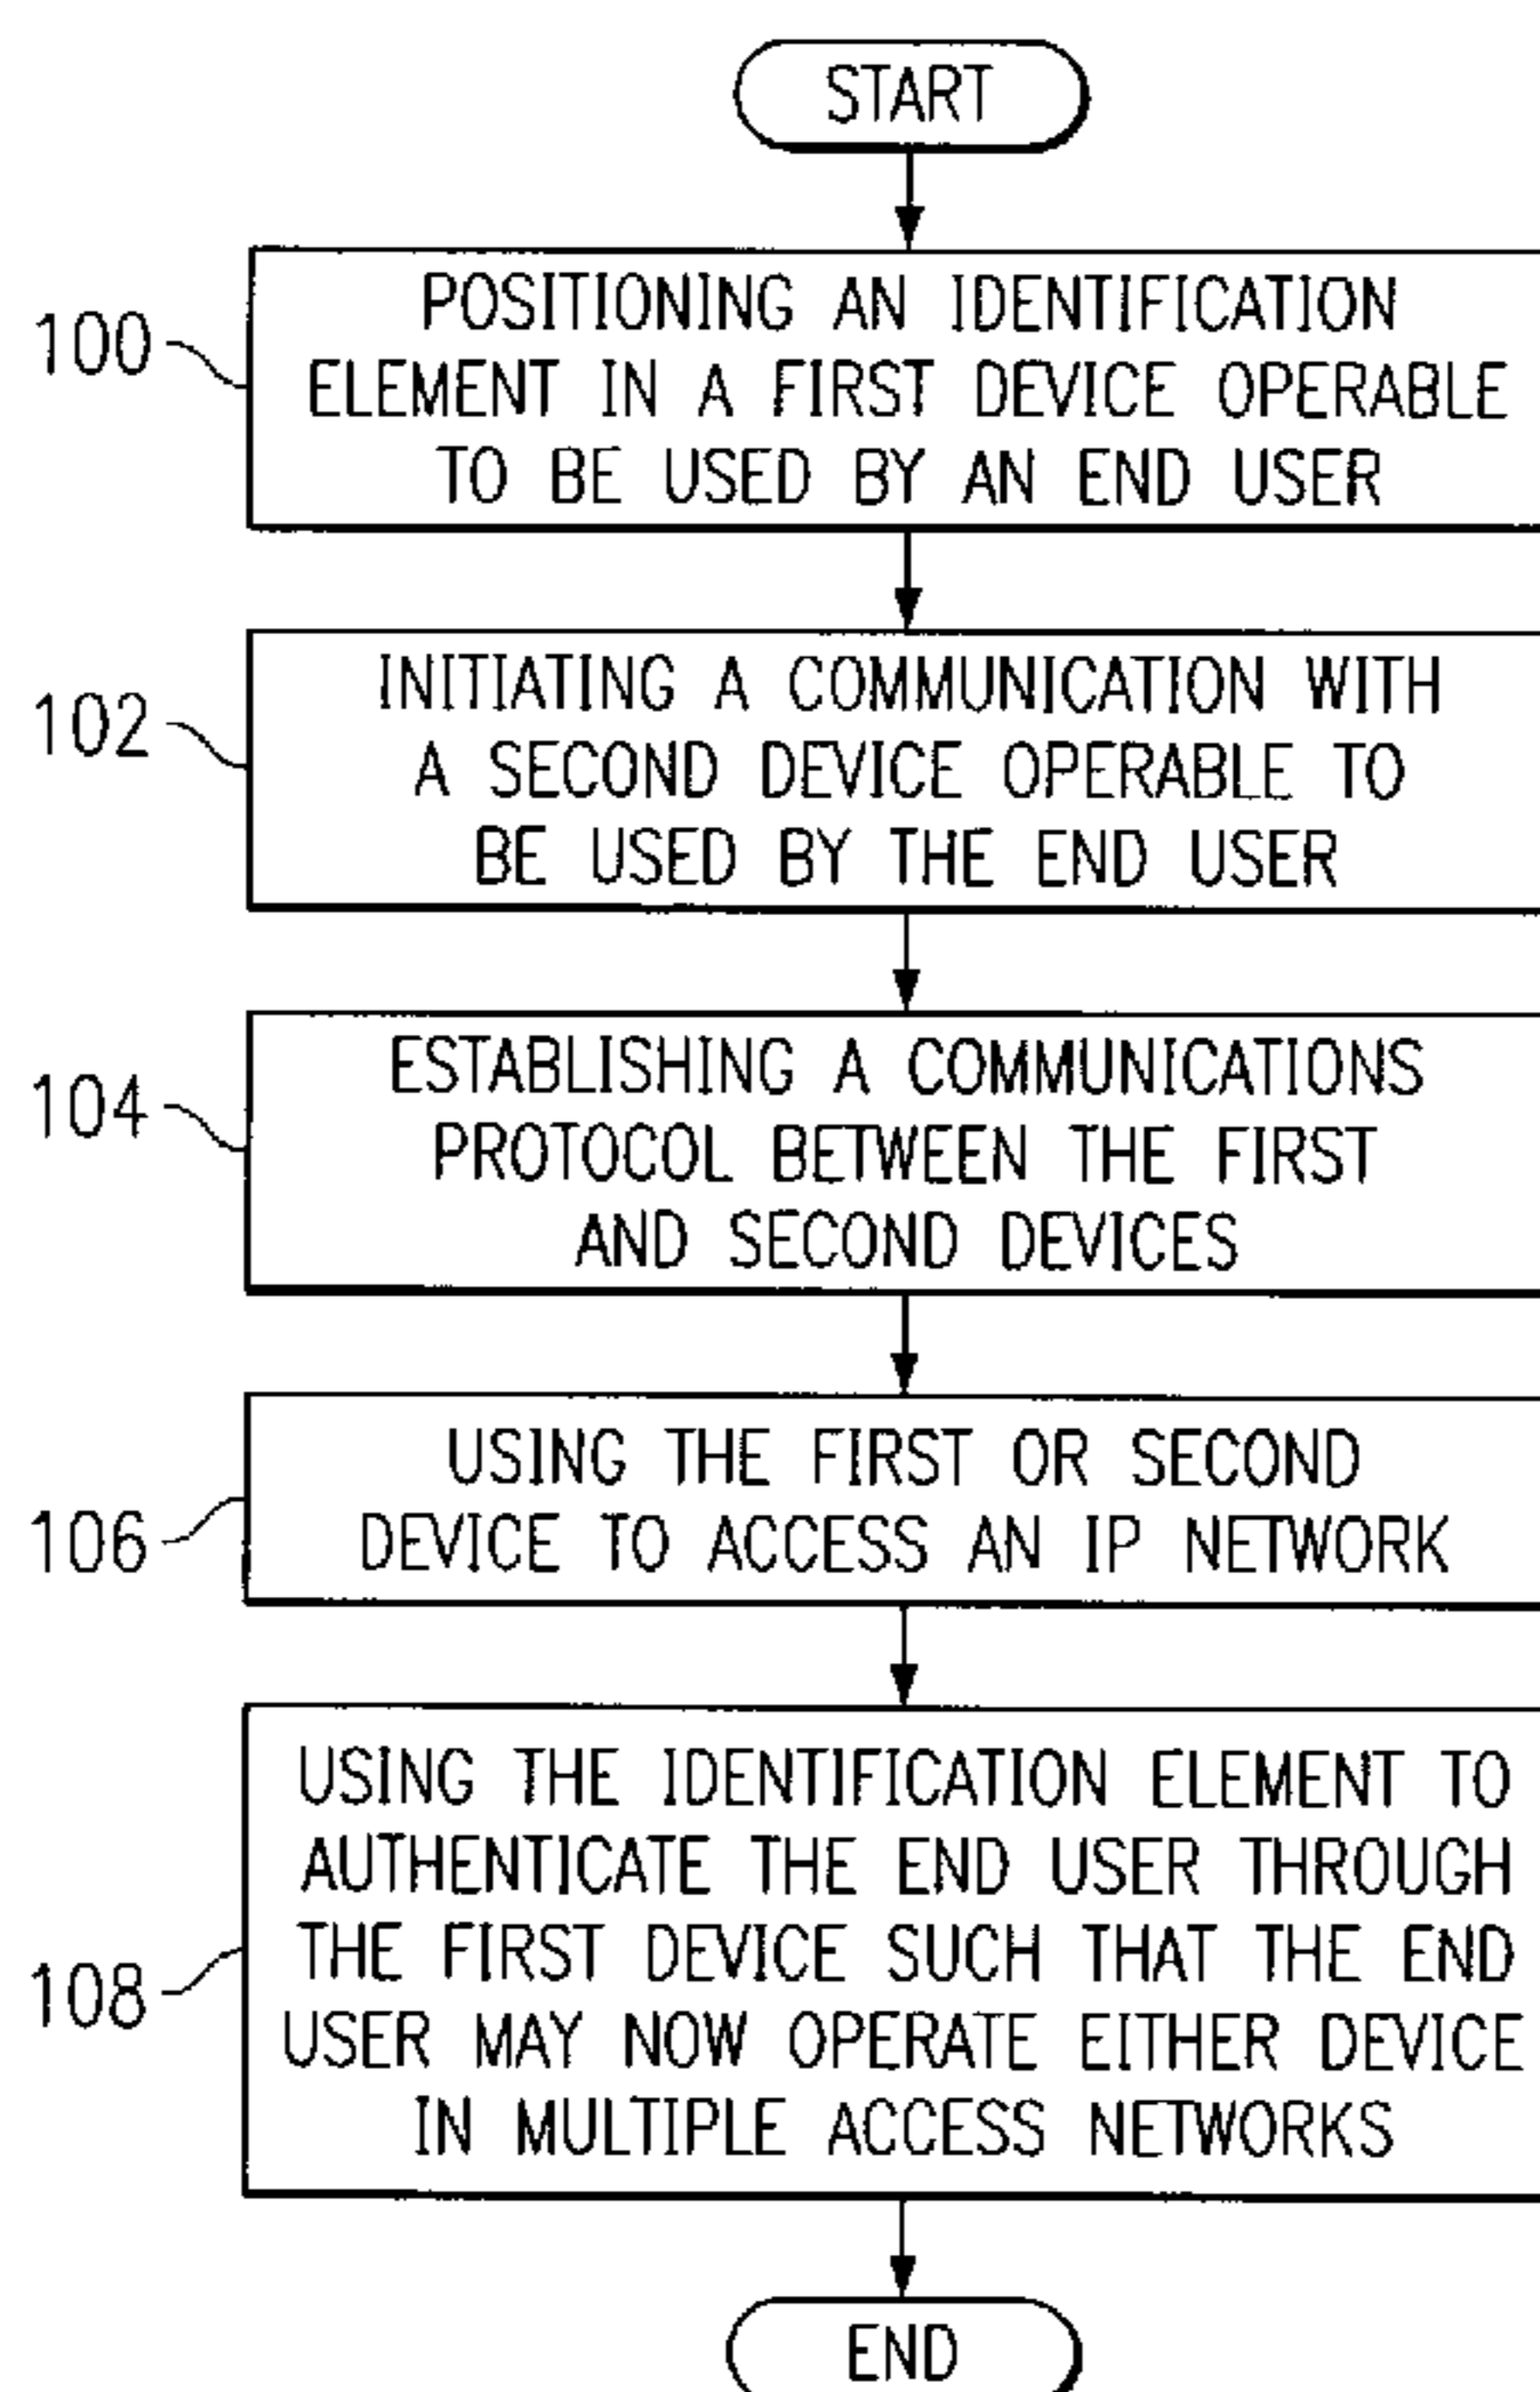 START
100
POSITIONING AN IDENTIFICATION
ELEMENT IN A FIRST DEVICE OPERABLE
TO BE USED BY AN END USER
102
INITIATING A COMMUNICATION WITH
A SECOND DEVICE OPERABLE TO
BE USED BY THE END USER
104
ESTABLISHING A COMMUNICATIONS
PROTOCOL BETWEEN THE FIRST
AND SECOND DEVICES
106
USING THE FIRST OR SECOND
DEVICE TO ACCESS AN IP NETWORK
108
USING THE IDENTIFICATION ELEMENT TO
AUTHENTICATE THE END USER THROUGH
THE FIRST DEVICE SUCH THAT THE END
USER MAY NOW OPERATE EITHER DEVICE
IN MULTIPLE ACCESS NETWORKS
END